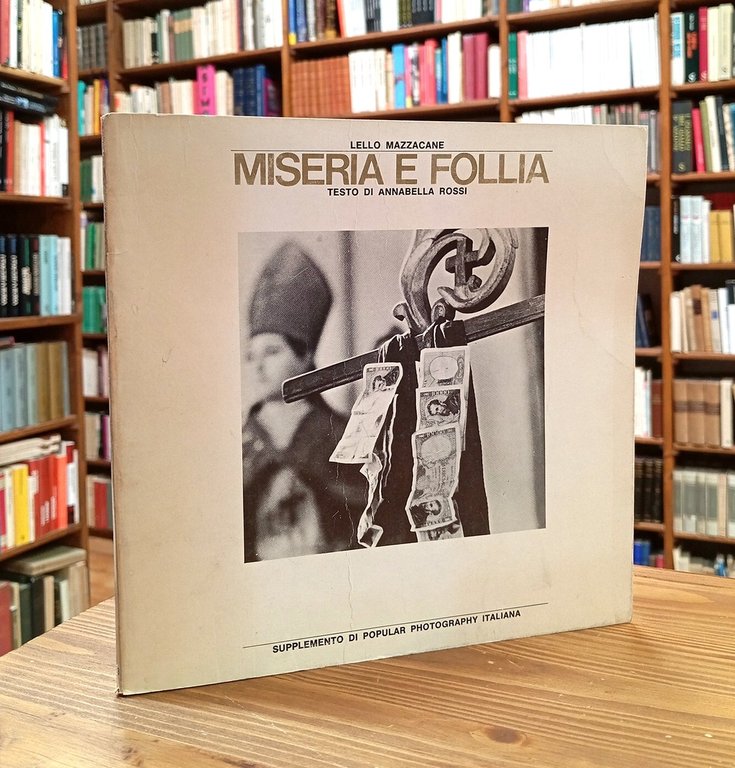 LELLO MAZZACANE
MISERIA E FOLLIA
TESTO DI ANNABELLA ROSSI
SUPPLEMENTO DI POPULAR PHOTOGRAPHY ITALIANA